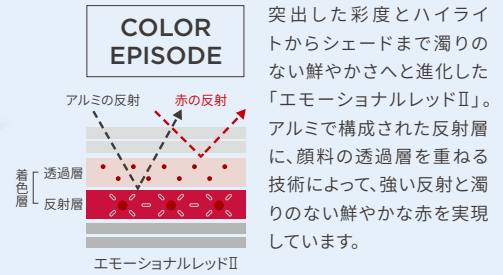 COLOR
EPISODE
アルミの反射
赤の反射
着色層
透過層
反射層
エモーショナルレッドⅡ
突出した彩度とハイライ
トからシェードまで濁りの
ない鮮やかさへと進化した
「エモーショナルレッドⅡ」。
アルミで構成された反射層
に、顔料の透過層を重ねる
技術によって、強い反射と濁
りのない鮮やかな赤を実現
しています。